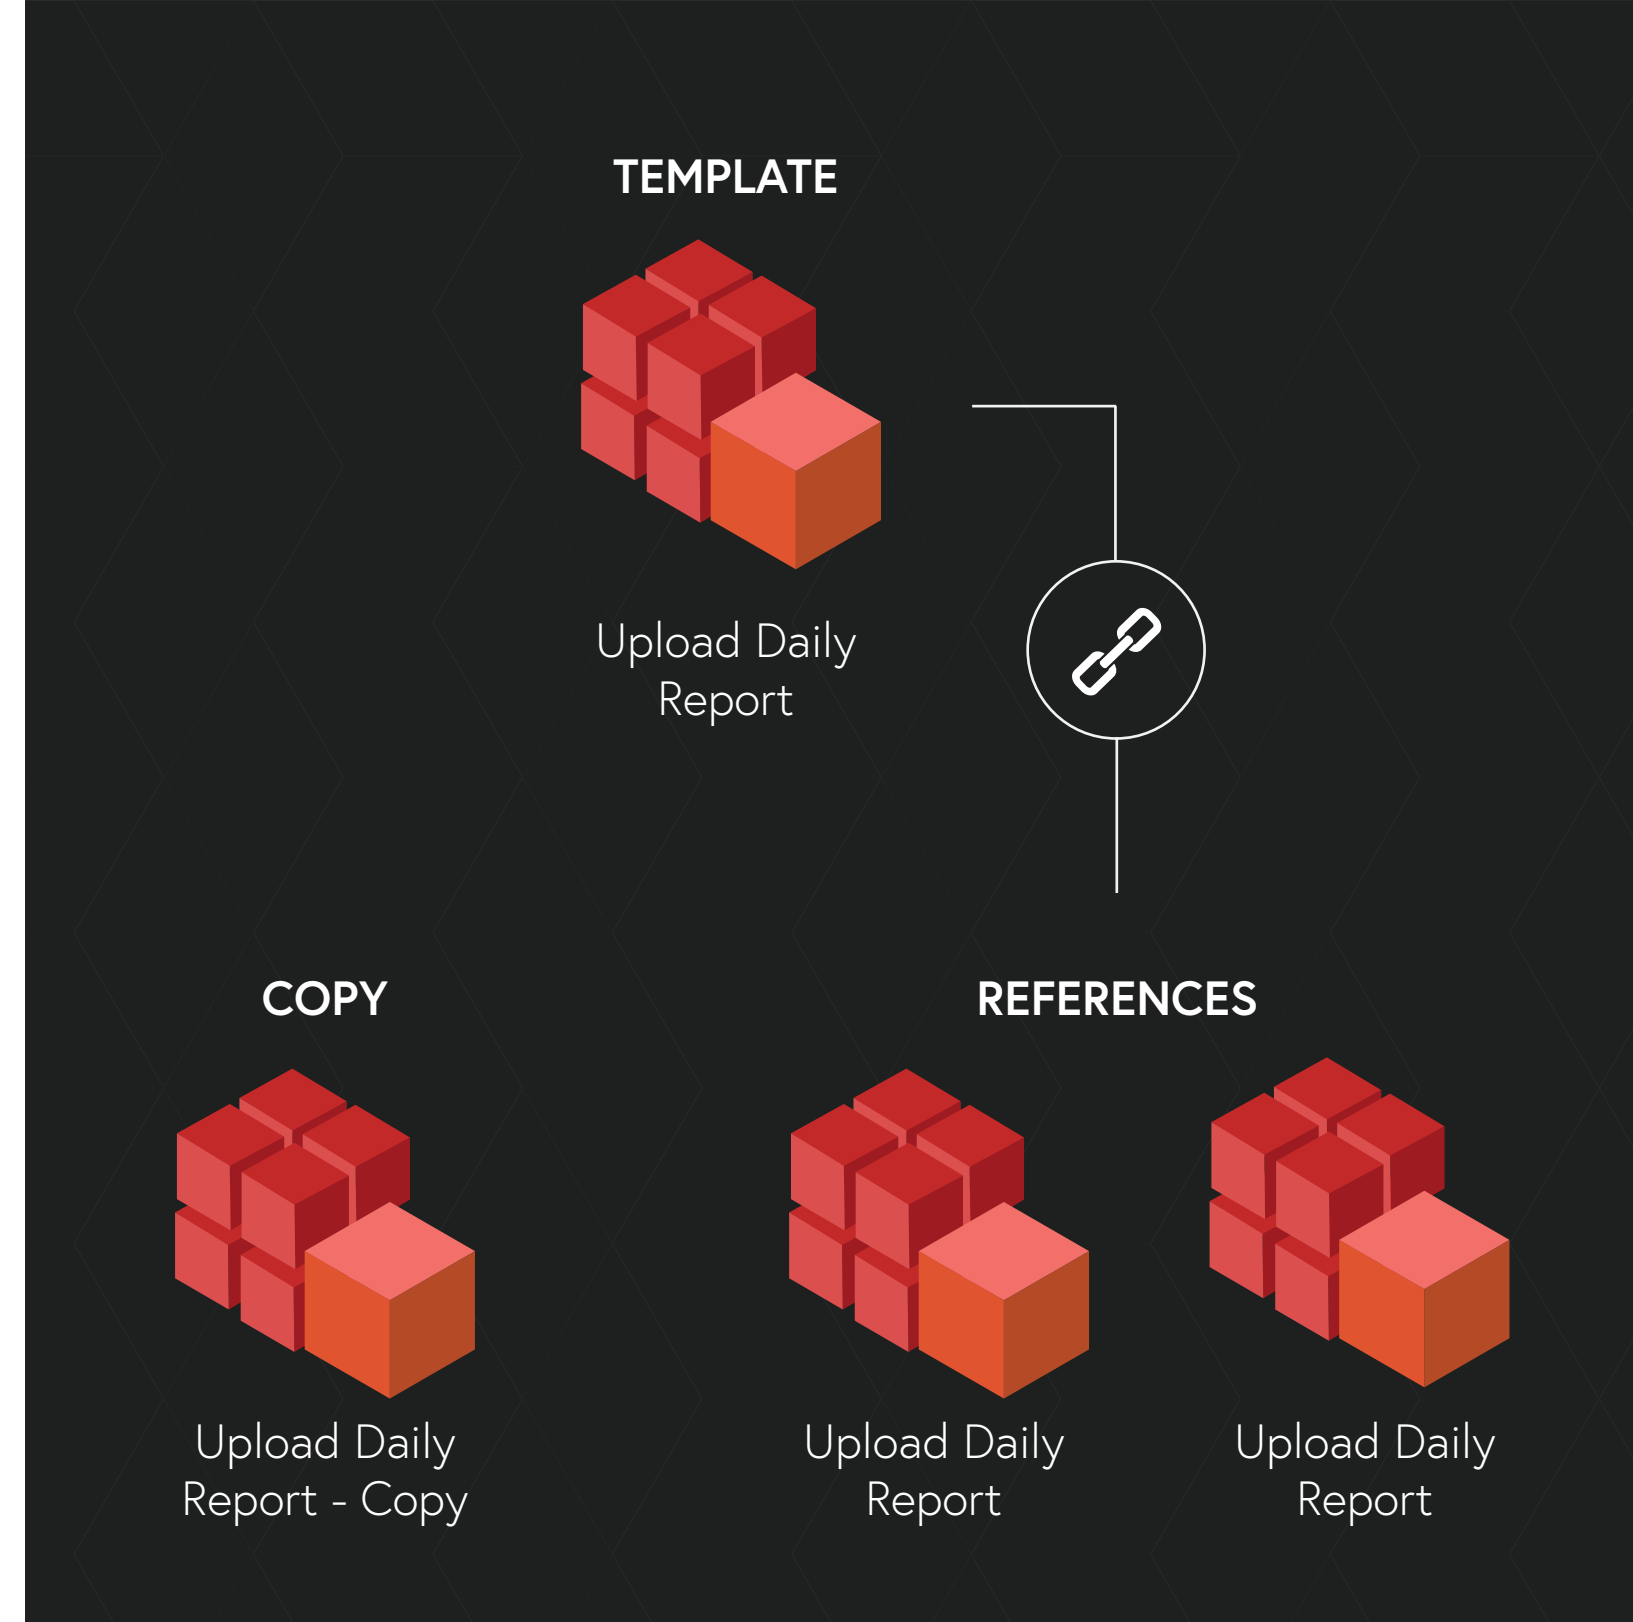 TEMPLATE
Upload Daily
Report
COPY
Upload Daily
Report - Copy
REFERENCES
Upload Daily
Report
Upload Daily
Report